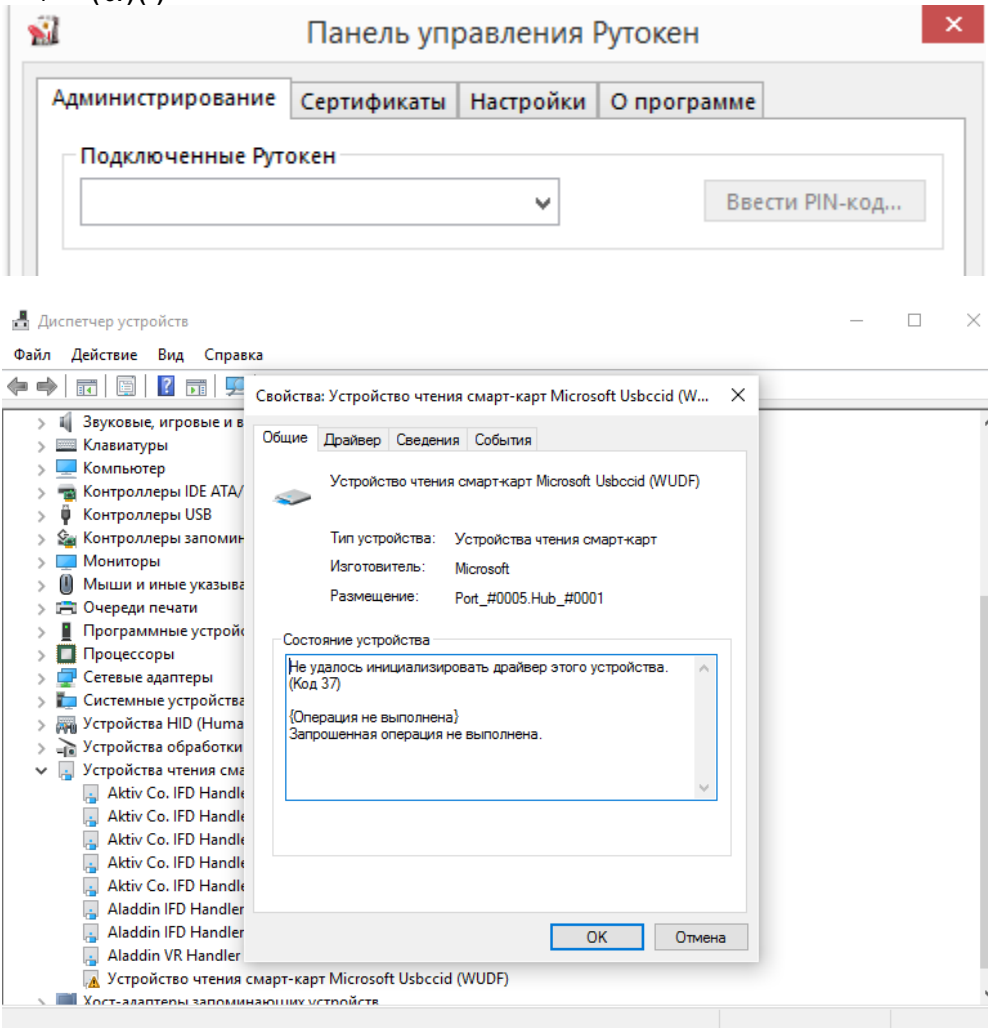 Панель управления Рутокен
Администрирование Сертификаты Настройки О программе
Подключенные Рутокен
Ввести PIN-код...
Диспетчер устройств
Файл Действие Вид Справка
Свойства: Устройство чтения смарт-карт Microsoft Usbccid (W...
Общие Драйвер Сведения События
Устройство чтения смарт-карт Microsoft Usbccid (WUDF)
Тип устройства: Устройства чтения смарт-карт
Изготовитель: Microsoft
Размещение: Port_#0005.Hub_#0001
Состояние устройства
Не удалось инициализировать драйвер этого устройства.
(Код 37)
{Операция не выполнена}
Запрошенная операция не выполнена.
OK Отмена
Звуковые, игровые и в
Клавиатуры
Компьютер
Контроллеры IDE ATA/
Контроллеры USB
Контроллеры запомин
Мониторы
Мыши и иные указыва
Очереди печати
Программные устройс
Процессоры
Сетевые адаптеры
Системные устройства
Устройства HID (Huma
Устройства обработки
Устройства чтения сма
Aktiv Co. IFD Handle
Aktiv Co. IFD Handle
Aktiv Co. IFD Handle
Aktiv Co. IFD Handle
Aktiv Co. IFD Handle
Aladdin IFD Handler
Aladdin IFD Handler
Aladdin VR Handler
Устройство чтения смарт-карт Microsoft Usbccid (WUDF)
Хост-адаптеры запоминающих устройств